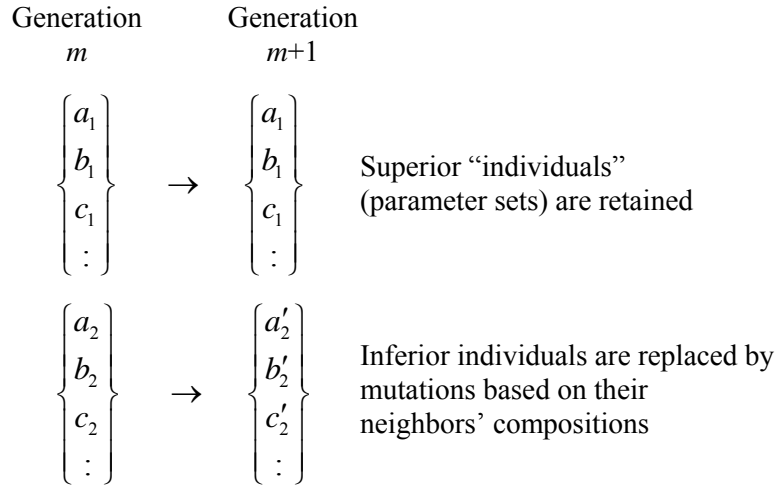 Generation Generation
m m+1
{a₁ b₁ c₁ ⋮} → {a₁ b₁ c₁ ⋮}
Superior “individuals”
(parameter sets) are retained
{a₂ b₂ c₂ ⋮} → {a′₂ b′₂ c′₂ ⋮}
Inferior individuals are replaced by
mutations based on their
neighbors’ compositions